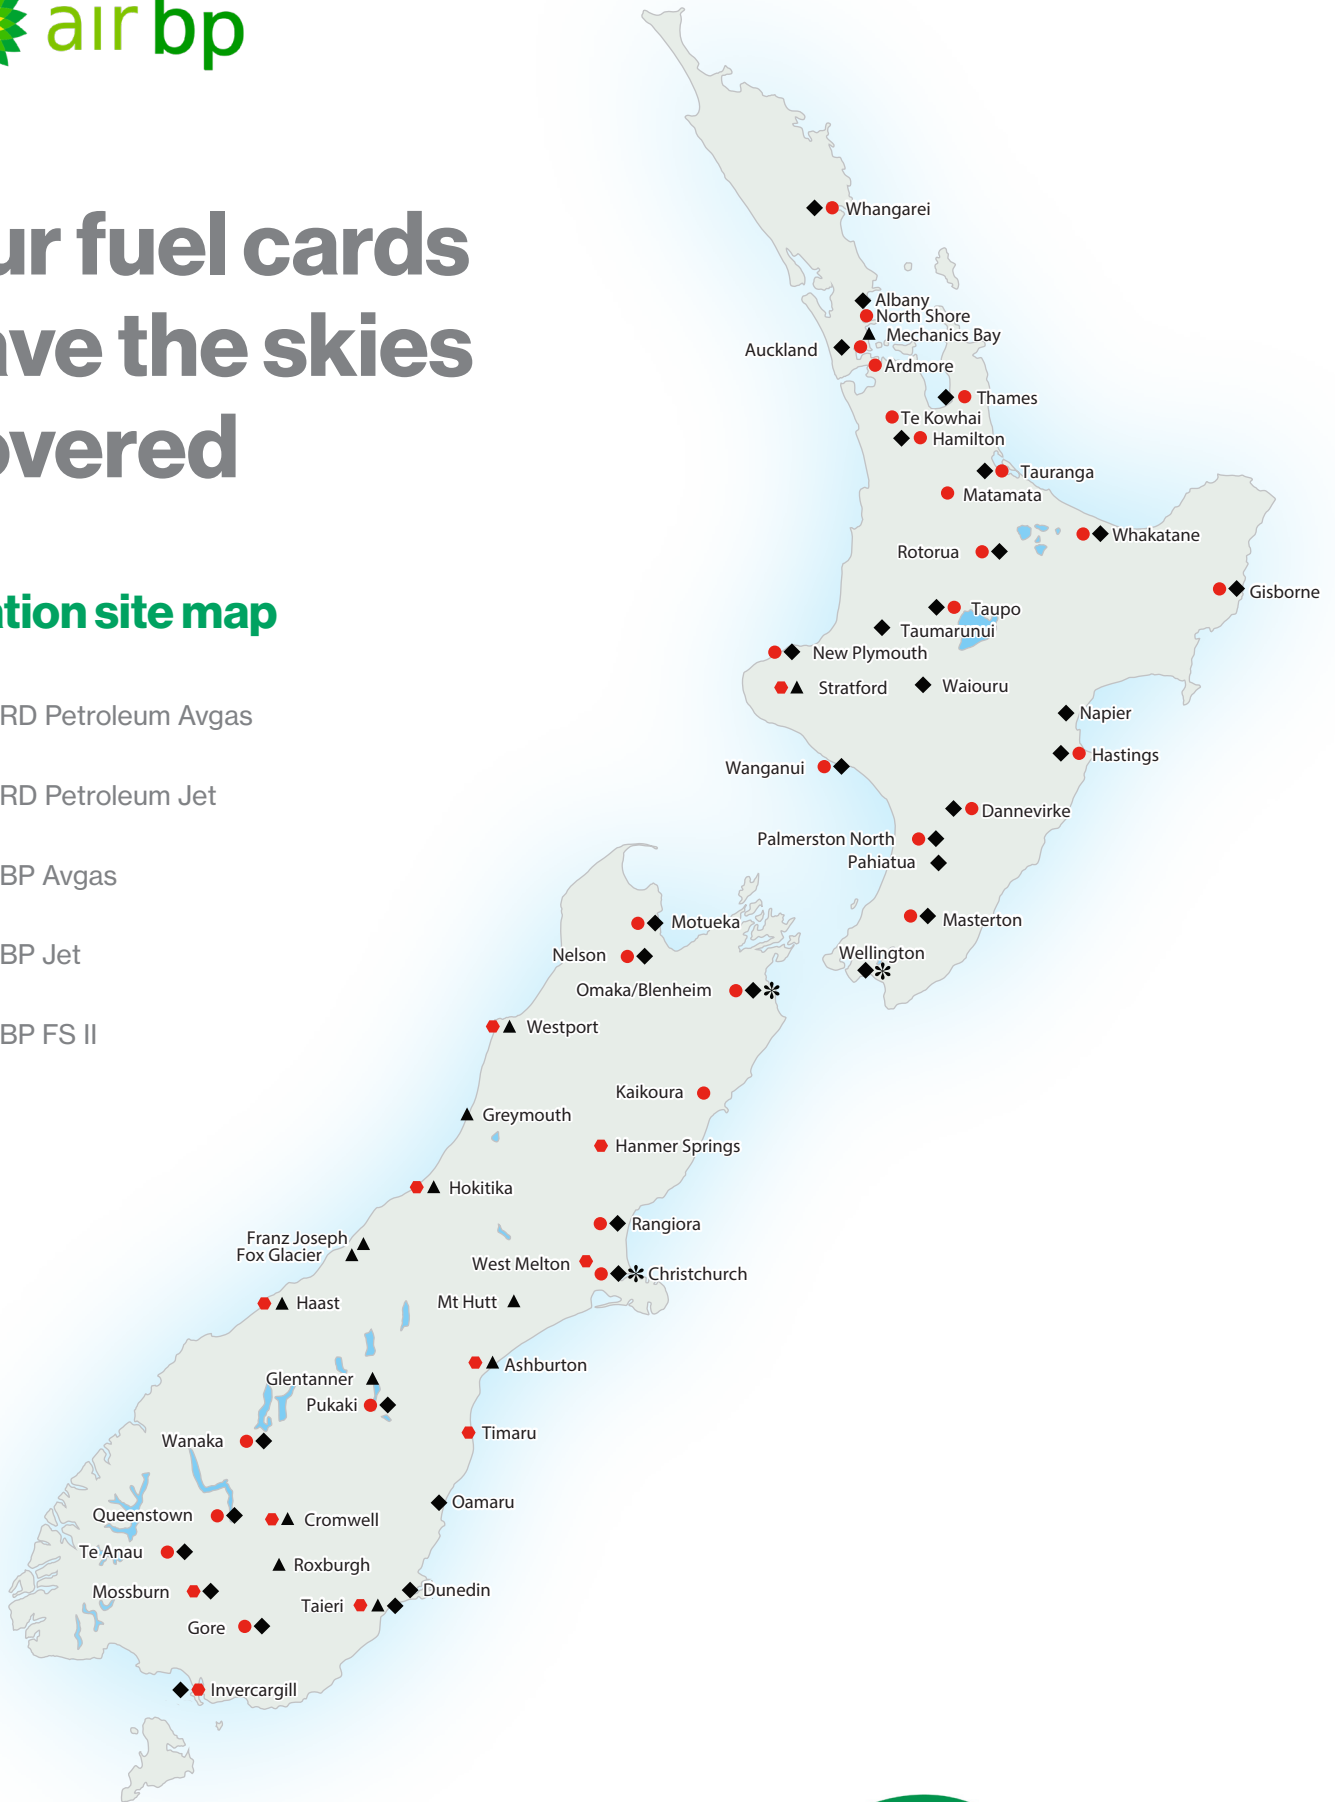 air bp
ur fuel cards
ave the skies
overed
ation site map
RD Petroleum Avgas
RD Petroleum Jet
BP Avgas
BP Jet
BP FS II
Whangarei
Albany
North Shore
Mechanics Bay
Auckland
Ardmore
Thames
Te Kowhai
Hamilton
Tauranga
Matamata
Whakatane
Rotorua
Gisborne
Taupo
Taumarunui
New Plymouth
Stratford
Waiouru
Napier
Hastings
Wanganui
Dannevirke
Palmerston North
Pahiatua
Masterton
Wellington
Motueka
Nelson
Omaka/Blenheim
Westport
Kaikoura
Greymouth
Hanmer Springs
Hokitika
Rangiora
Franz Joseph
Fox Glacier
West Melton
Christchurch
Haast
Mt Hutt
Ashburton
Glentanner
Pukaki
Timaru
Wanaka
Oamaru
Queenstown
Cromwell
Te Anau
Roxburgh
Mossburn
Dunedin
Taieri
Gore
Invercargill